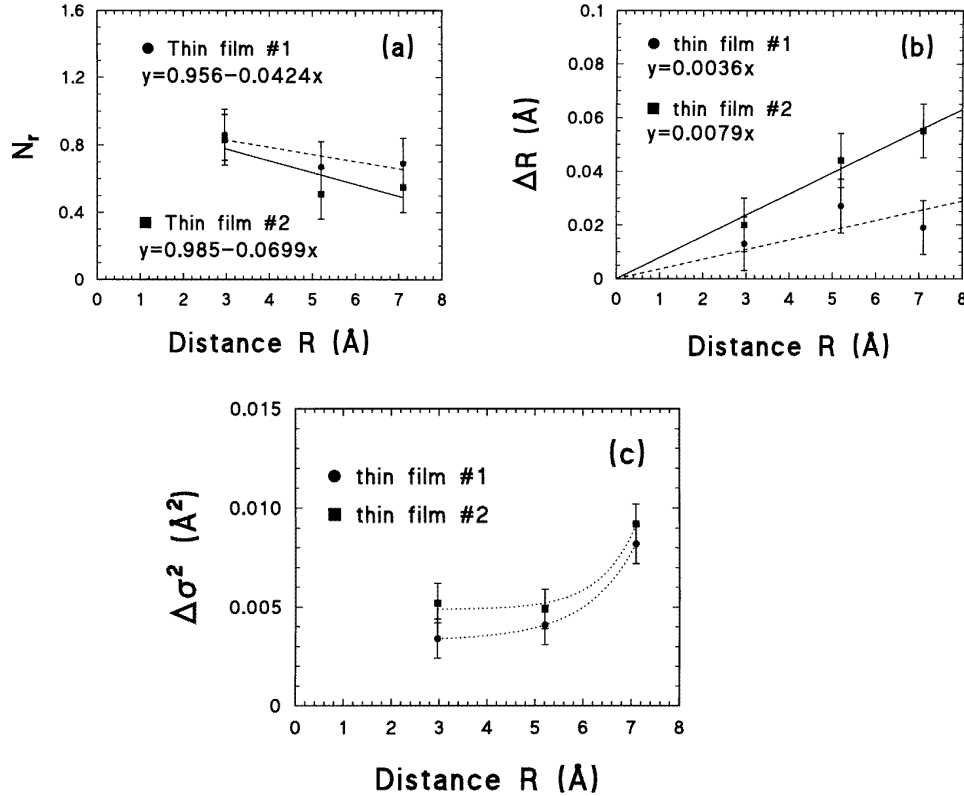 (a)
1.6
1.2
0.8
0.4
0
N_r
● Thin film #1
y=0.956−0.0424x
■ Thin film #2
y=0.985−0.0699x
0 1 2 3 4 5 6 7 8
Distance R (Å)
(b)
0.1
0.08
0.06
0.04
0.02
0
ΔR (Å)
● thin film #1
y=0.0036x
■ thin film #2
y=0.0079x
0 1 2 3 4 5 6 7 8
Distance R (Å)
(c)
0.015
0.010
0.005
0
Δσ² (Å²)
● thin film #1
■ thin film #2
0 1 2 3 4 5 6 7 8
Distance R (Å)